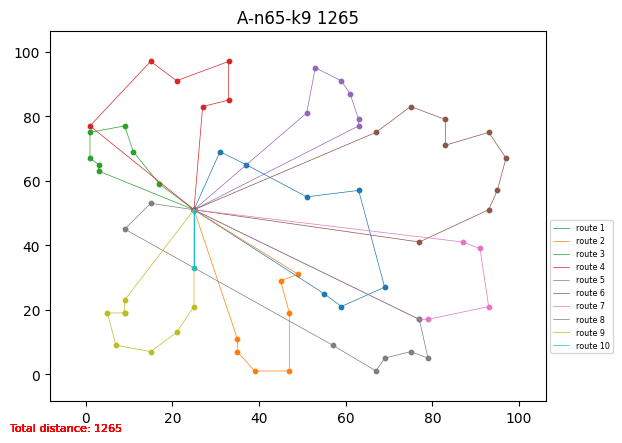 A-n65-k9 1265
100
80
60
40
20
0
0 20 40 60 80 100
route 1
route 2
route 3
route 4
route 5
route 6
route 7
route 8
route 9
route 10
Total distance: 1265